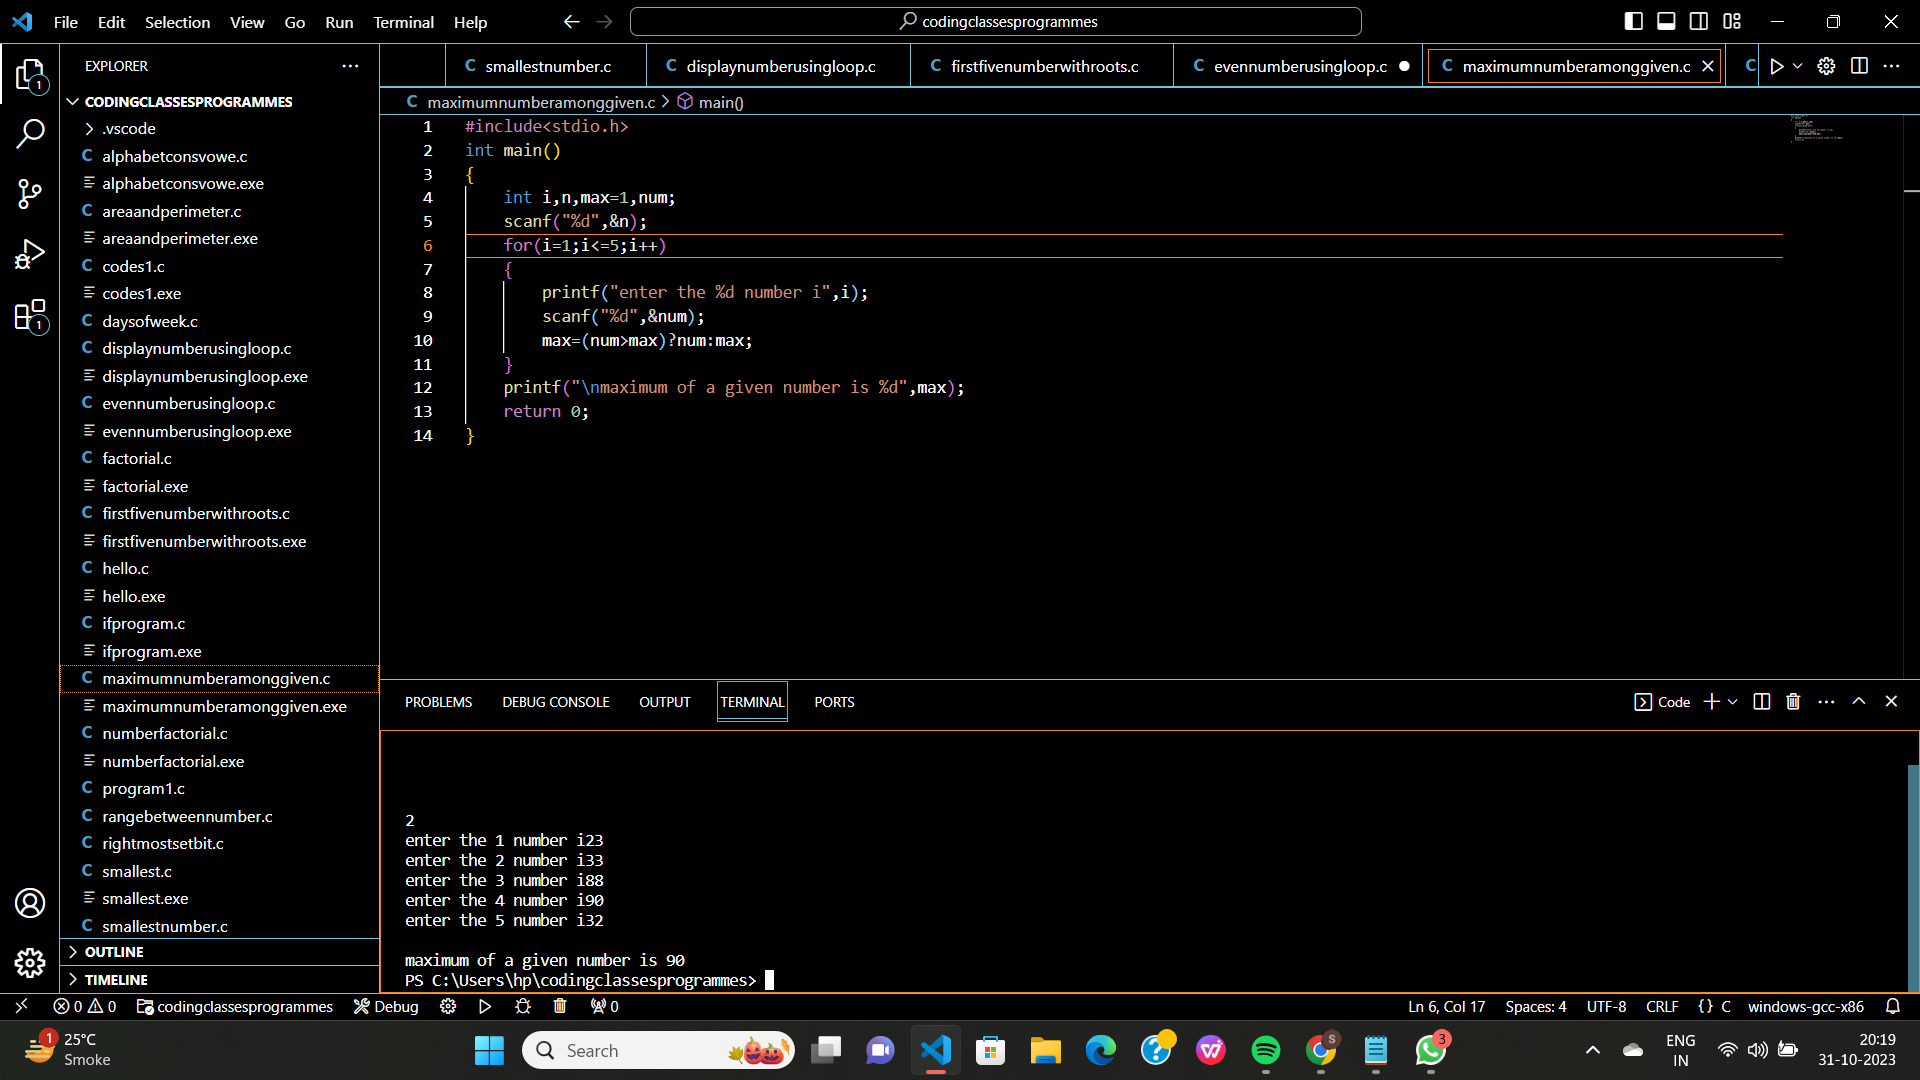 File Edit Selection View Go Run Terminal Help
codingclassesprogrammes
EXPLORER
CODINGCLASSESPROGRAMMES
.vscode
alphabetconsvowe.c
alphabetconsvowe.exe
areaandperimeter.c
areaandperimeter.exe
codes1.c
codes1.exe
daysofweek.c
displaynumberusingloop.c
displaynumberusingloop.exe
evennumberusingloop.c
evennumberusingloop.exe
factorial.c
factorial.exe
firstfivenumberwithroots.c
firstfivenumberwithroots.exe
hello.c
hello.exe
ifprogram.c
ifprogram.exe
maximumnumberamonggiven.c
maximumnumberamonggiven.exe
numberfactorial.c
numberfactorial.exe
program1.c
rangebetweennumber.c
rightmostsetbit.c
smallest.c
smallest.exe
smallestnumber.c
OUTLINE
TIMELINE
1
1
C smallestnumber.c C displaynumberusingloop.c C firstfivenumberwithroots.c C evennumberusingloop.c C maximumnumberamonggiven.c C
C maximumnumberamonggiven.c > main()
1 #include<stdio.h>
2 int main()
3 {
4 int i,n,max=1,num;
5 scanf("%d",&n);
6 for(i=1;i<=5;i++)
7 {
8 printf("enter the %d number i",i);
9 scanf("%d",&num);
10 max=(num>max)?num:max;
11 }
12 printf("\nmaximum of a given number is %d",max);
13 return 0;
14 }
PROBLEMS DEBUG CONSOLE OUTPUT TERMINAL PORTS
Code
2
enter the 1 number i23
enter the 2 number i33
enter the 3 number i88
enter the 4 number i90
enter the 5 number i32
maximum of a given number is 90
PS C:\Users\hp\codingclassesprogrammes>
0 0 codingclassesprogrammes Debug 0
Ln 6, Col 17 Spaces: 4 UTF-8 CRLF {} C windows-gcc-x86
1
25°C
Smoke
Search
S
3
ENG
IN
20:19
31-10-2023